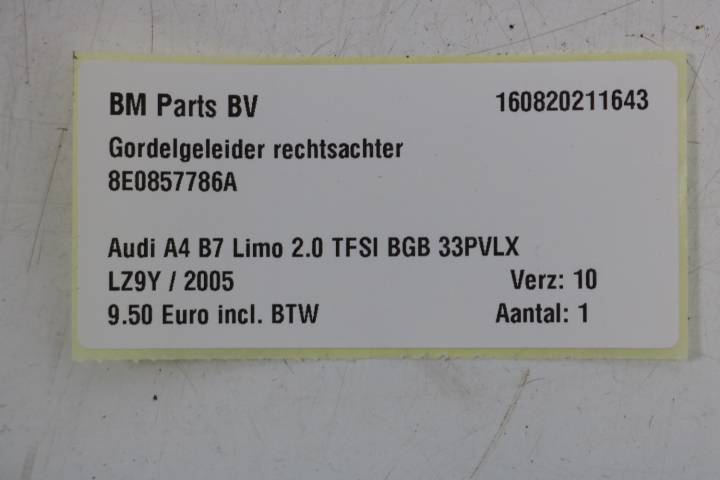 BM Parts BV 160820211643
Gordelgeleider rechtsachter
8E0857786A
Audi A4 B7 Limo 2.0 TFSI BGB 33PVLX
LZ9Y / 2005 Verz: 10
9.50 Euro incl. BTW Aantal: 1